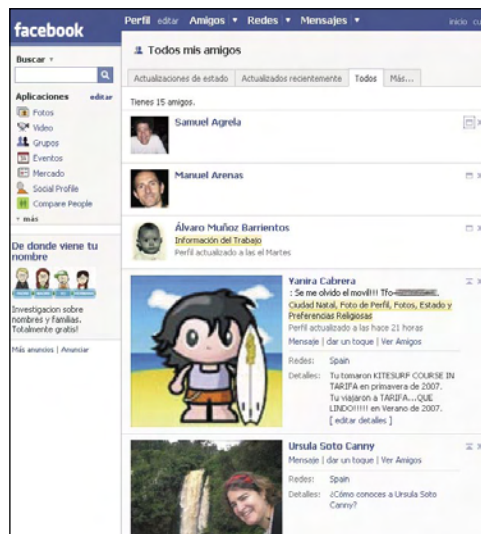 facebook
Perfil editar Amigos ▾ Redes ▾ Mensajes ▾
inicio cu
Buscar ▾
Aplicaciones editar
Fotos
Video
Grupos
Eventos
Mercado
Social Profile
Compare People
▾ más
De donde viene tu
nombre
Investigacion sobre
nombres y familias.
Totalmente gratis!
Más anuncios | Anunciar
Todos mis amigos
Actualizaciones de estado Actualizados recientemente Todos Más...
Tienes 15 amigos.
Samuel Agrela
Manuel Arenas
Álvaro Muñoz Barrientos
Información del Trabajo
Perfil actualizado a las el Martes
Yanira Cabrera
: Se me olvido el movil!!! Tfo-
Ciudad Natal, Foto de Perfil, Fotos, Estado y
Preferencias Religiosas
Perfil actualizado a las hace 21 horas
Mensaje | dar un toque | Ver Amigos
Redes: Spain
Detalles: Tu tomaron KITESURF COURSE IN
TARIFA en primavera de 2007.
Tu viajaron a TARIFA...QUE
LINDO!!!!! en Verano de 2007.
[ editar detalles ]
Ursula Soto Canny
Mensaje | dar un toque | Ver Amigos
Redes: Spain
Detalles: ¿Cómo conoces a Ursula Soto
Canny?